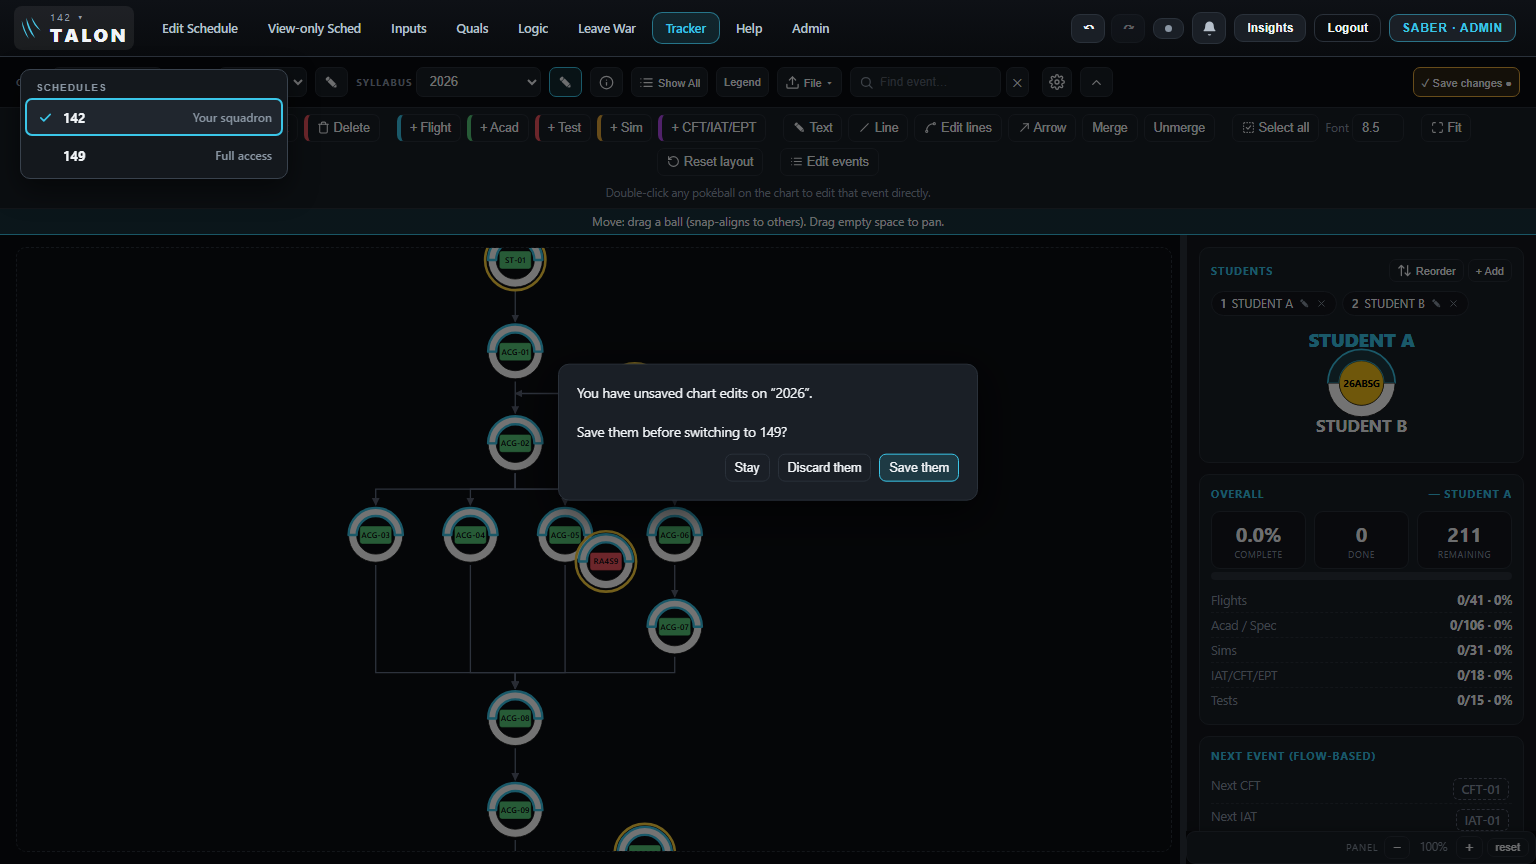 142
TALON
Edit Schedule
View-only Sched
Inputs
Quals
Logic
Leave War
Tracker
Help
Admin
Insights
Logout
SABER · ADMIN
SCHEDULES
142 Your squadron
149 Full access
SYLLABUS
2026
Show All
Legend
File
Find event...
✓ Save changes •
Delete
+ Flight
+ Acad
+ Test
+ Sim
+ CFT/IAT/EPT
Text
Line
Edit lines
Arrow
Merge
Unmerge
Select all
Font 8.5
Fit
Reset layout
Edit events
Double-click any pokéball on the chart to edit that event directly.
Move: drag a ball (snap-aligns to others). Drag empty space to pan.
ST-01
ACG-01
ACG-02
ACG-03
ACG-04
ACG-05
ACG-06
RA459
ACG-07
ACG-08
ACG-09
You have unsaved chart edits on “2026”.
Save them before switching to 149?
Stay
Discard them
Save them
STUDENTS
Reorder
+ Add
1 STUDENT A
2 STUDENT B
STUDENT A
26ABSG
STUDENT B
OVERALL — STUDENT A
0.0% COMPLETE
0 DONE
211 REMAINING
Flights 0/41 · 0%
Acad / Spec 0/106 · 0%
Sims 0/31 · 0%
IAT/CFT/EPT 0/18 · 0%
Tests 0/15 · 0%
NEXT EVENT (FLOW-BASED)
Next CFT CFT-01
Next IAT IAT-01
PANEL − 100% + reset